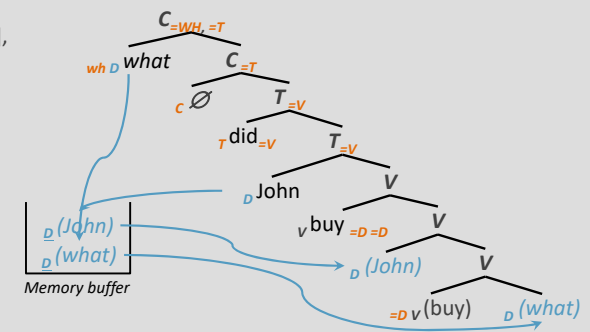 ],
C=WH, =T
wh D what
C=T
C ∅
T=V
T did=V
T=V
D John
V
V buy =D =D
V
D (John)
D (John)
D (what)
V
=D V (buy)
D (what)
Memory buffer